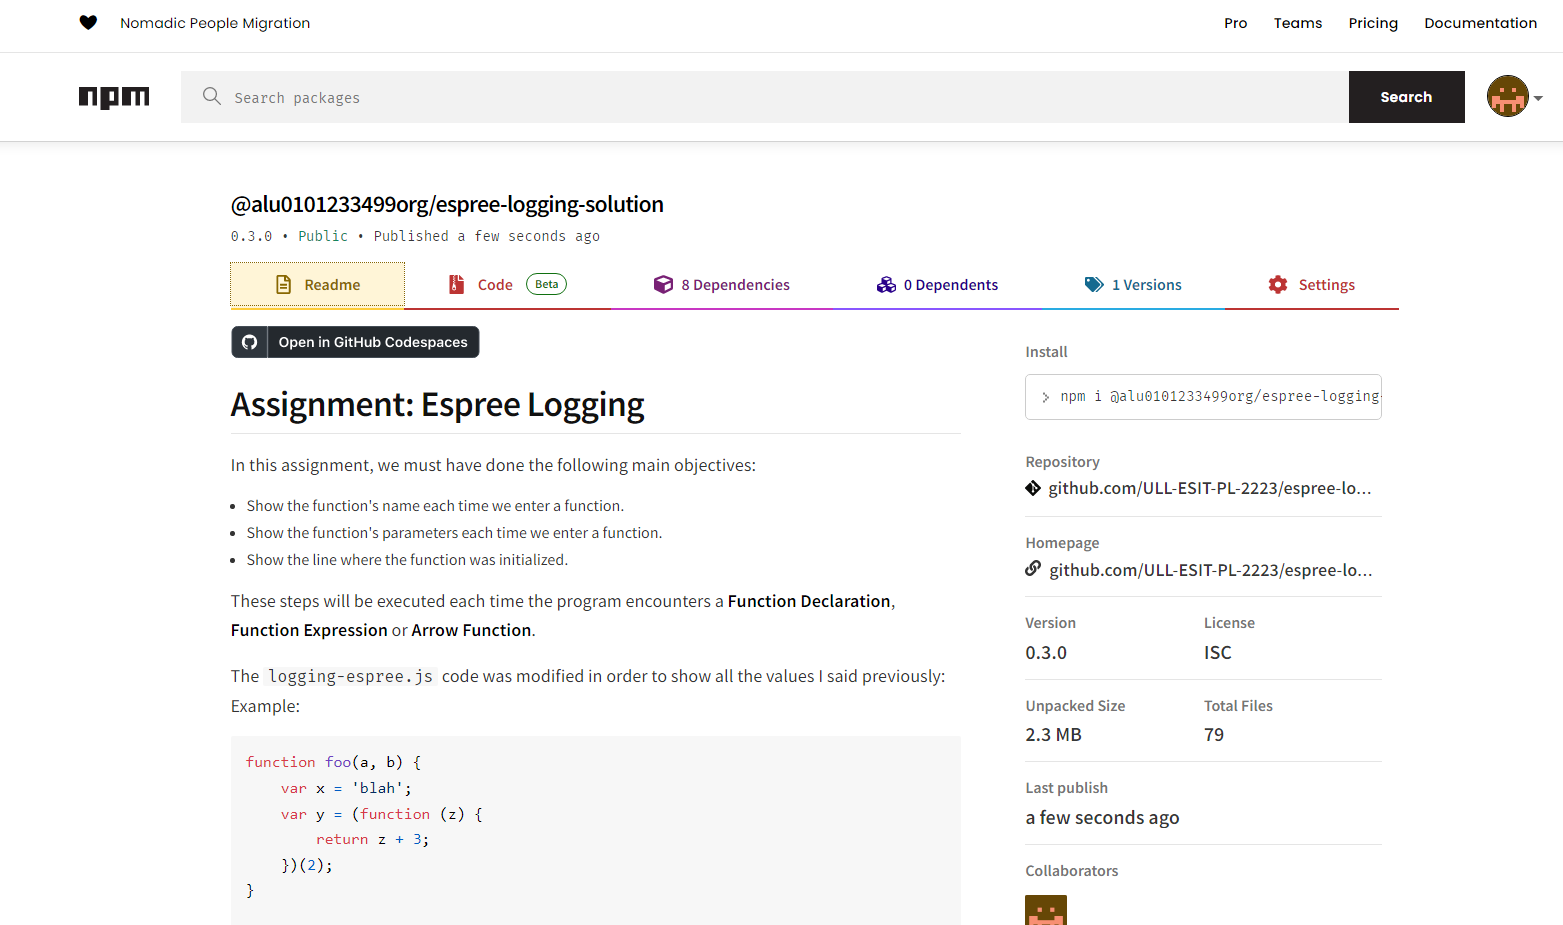 Nomadic People Migration
Pro Teams Pricing Documentation
npm
Search packages
Search
@alu0101233499org/espree-logging-solution
0.3.0 • Public • Published a few seconds ago
Readme
Code Beta
8 Dependencies
0 Dependents
1 Versions
Settings
Open in GitHub Codespaces
Assignment: Espree Logging
In this assignment, we must have done the following main objectives:
• Show the function's name each time we enter a function.
• Show the function's parameters each time we enter a function.
• Show the line where the function was initialized.
These steps will be executed each time the program encounters a Function Declaration,
Function Expression or Arrow Function.
The logging-espree.js code was modified in order to show all the values I said previously:
Example:
function foo(a, b) {
    var x = 'blah';
    var y = (function (z) {
        return z + 3;
    })(2);
}
Install
> npm i @alu0101233499org/espree-logging-
Repository
github.com/ULL-ESIT-PL-2223/espree-lo...
Homepage
github.com/ULL-ESIT-PL-2223/espree-lo...
Version
0.3.0
License
ISC
Unpacked Size
2.3 MB
Total Files
79
Last publish
a few seconds ago
Collaborators